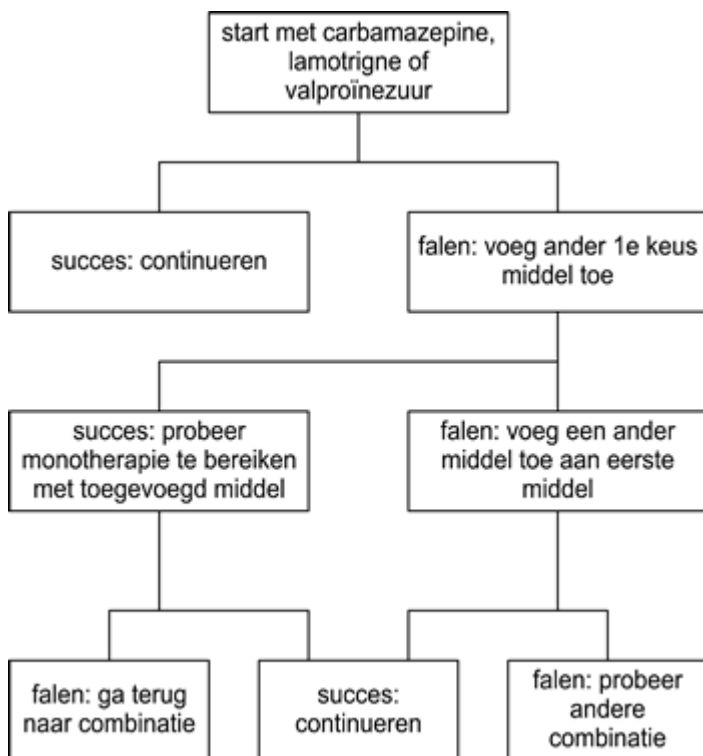 start met carbamazepine,
lamotrigne of
valproïnezuur
succes: continueren
falen: voeg ander 1e keus
middel toe
succes: probeer
monotherapie te bereiken
met toegevoegd middel
falen: voeg een ander
middel toe aan eerste
middel
falen: ga terug
naar combinatie
succes:
continueren
falen: probeer
andere
combinatie